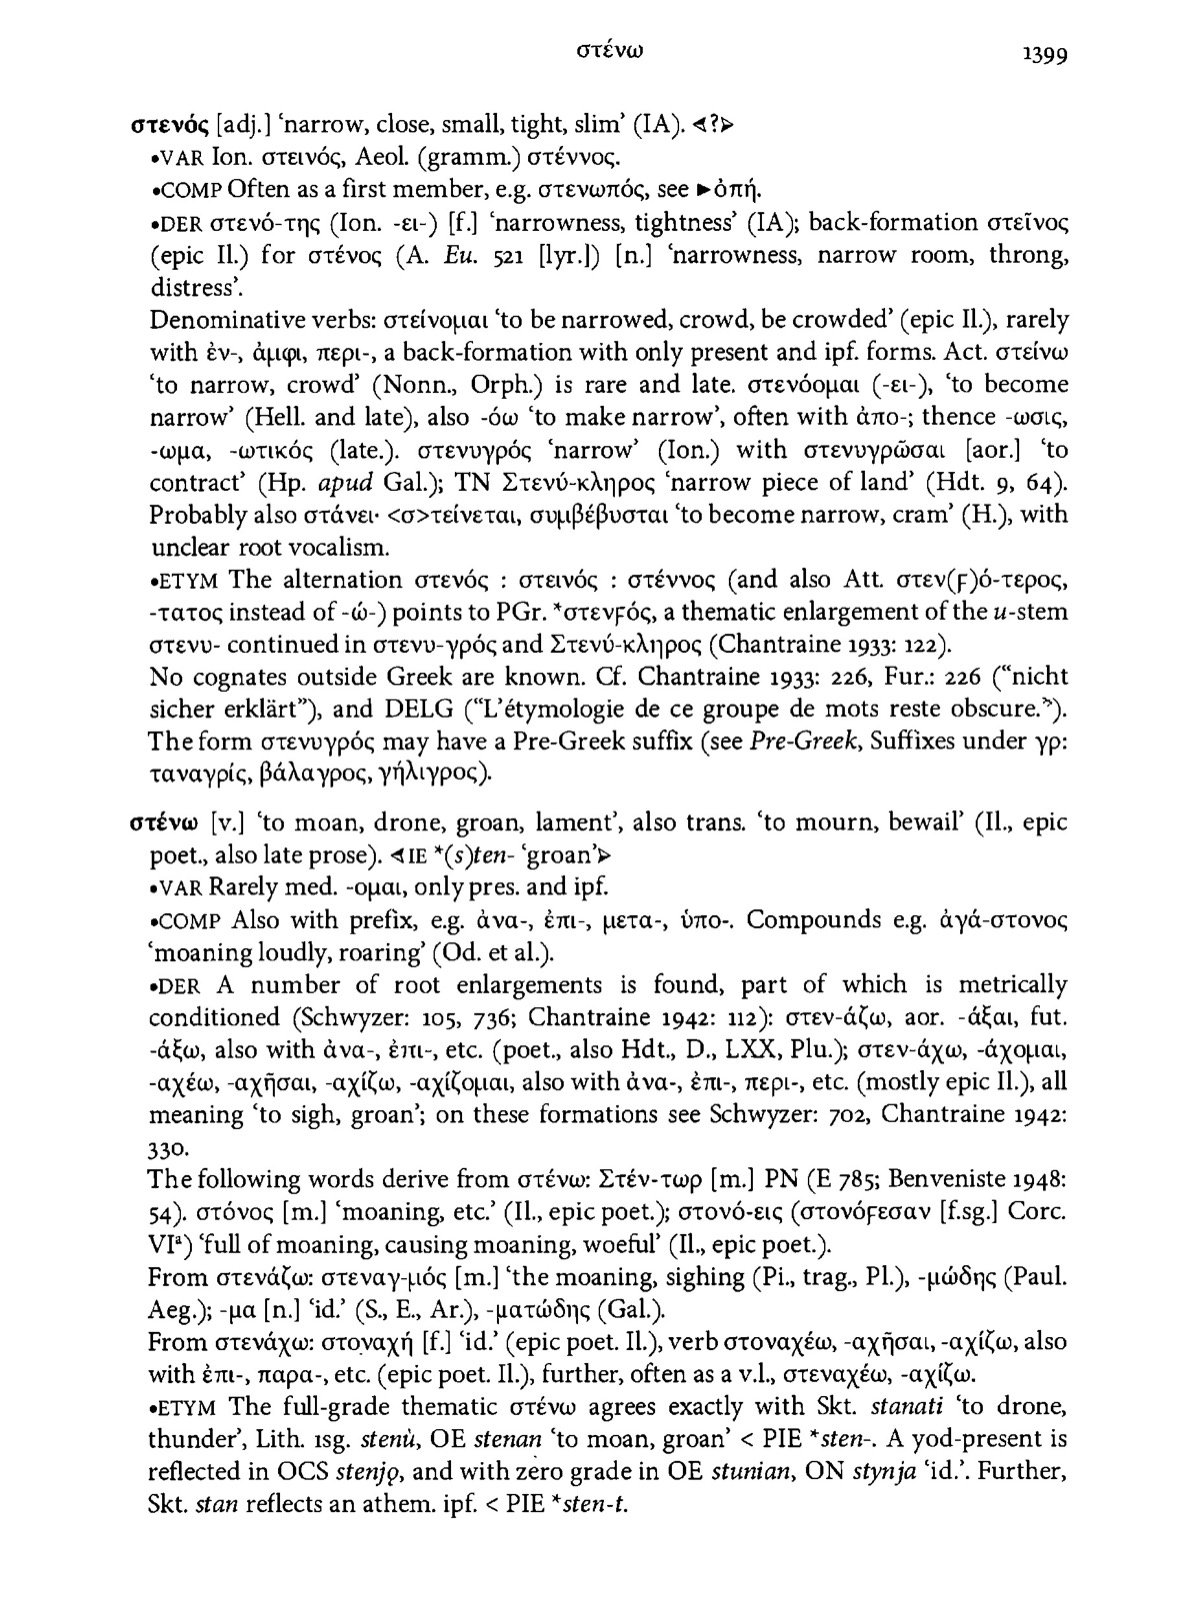 στένω 1399
στενός [adj.] ‘narrow, close, small, tight, slim’ (IA). ⊲?⊳
•VAR Ion. στεινός, Aeol. (gramm.) στέννος.
•COMP Often as a first member, e.g. στενωπός, see ►ὀπή.
•DER στενό-της (Ion. -ει-) [f.] ‘narrowness, tightness’ (IA); back-formation στεῖνος
(epic Il.) for στένος (A. Eu. 521 [lyr.]) [n.] ‘narrowness, narrow room, throng,
distress’.
Denominative verbs: στείνομαι ‘to be narrowed, crowd, be crowded’ (epic Il.), rarely
with ἐν-, ἀμφι, περι-, a back-formation with only present and ipf. forms. Act. στείνω
‘to narrow, crowd’ (Nonn., Orph.) is rare and late. στενόομαι (-ει-), ‘to become
narrow’ (Hell. and late), also -όω ‘to make narrow’, often with ἀπο-; thence -ωσις,
-ωμα, -ωτικός (late.). στενυγρός ‘narrow’ (Ion.) with στενυγρῶσαι [aor.] ‘to
contract’ (Hp. apud Gal.); TN Στενύ-κληρος ‘narrow piece of land’ (Hdt. 9, 64).
Probably also στάνει· <σ>τείνεται, συμβέβυσται ‘to become narrow, cram’ (H.), with
unclear root vocalism.
•ETYM The alternation στενός : στεινός : στέννος (and also Att. στεν(ϝ)ό-τερος,
-τατος instead of -ώ-) points to PGr. *στενϝός, a thematic enlargement of the u-stem
στενυ- continued in στενυ-γρός and Στενύ-κληρος (Chantraine 1933: 122).
No cognates outside Greek are known. Cf. Chantraine 1933: 226, Fur.: 226 (“nicht
sicher erklärt”), and DELG (“L’étymologie de ce groupe de mots reste obscure.”).
The form στενυγρός may have a Pre-Greek suffix (see Pre-Greek, Suffixes under γρ:
ταναγρίς, βάλαγρος, γήλιγρος).
στένω [v.] ‘to moan, drone, groan, lament’, also trans. ‘to mourn, bewail’ (Il., epic
poet., also late prose). ⊲IE *(s)ten- ‘groan’⊳
•VAR Rarely med. -ομαι, only pres. and ipf.
•COMP Also with prefix, e.g. ἀνα-, ἐπι-, μετα-, ὑπο-. Compounds e.g. ἀγά-στονος
‘moaning loudly, roaring’ (Od. et al.).
•DER A number of root enlargements is found, part of which is metrically
conditioned (Schwyzer: 105, 736; Chantraine 1942: 112): στεν-άζω, aor. -άξαι, fut.
-άξω, also with ἀνα-, ἐπι-, etc. (poet., also Hdt., D., LXX, Plu.); στεν-άχω, -άχομαι,
-αχέω, -αχῆσαι, -αχίζω, -αχίζομαι, also with ἀνα-, ἐπι-, περι-, etc. (mostly epic Il.), all
meaning ‘to sigh, groan’; on these formations see Schwyzer: 702, Chantraine 1942:
330.
The following words derive from στένω: Στέν-τωρ [m.] PN (E 785; Benveniste 1948:
54). στόνος [m.] ‘moaning, etc.’ (Il., epic poet.); στονό-εις (στονόϝεσαν [f.sg.] Corc.
VIᵃ) ‘full of moaning, causing moaning, woeful’ (Il., epic poet.).
From στενάζω: στεναγ-μός [m.] ‘the moaning, sighing (Pi., trag., Pl.), -μώδης (Paul.
Aeg.); -μα [n.] ‘id.’ (S., E., Ar.), -ματώδης (Gal.).
From στενάχω: στοναχή [f.] ‘id.’ (epic poet. Il.), verb στοναχέω, -αχῆσαι, -αχίζω, also
with ἐπι-, παρα-, etc. (epic poet. Il.), further, often as a v.l., στεναχέω, -αχίζω.
•ETYM The full-grade thematic στένω agrees exactly with Skt. stanati ‘to drone,
thunder’, Lith. 1sg. stenù, OE stenan ‘to moan, groan’ < PIE *sten-. A yod-present is
reflected in OCS stenjǫ, and with zero grade in OE stunian, ON stynja ‘id.’. Further,
Skt. stan reflects an athem. ipf. < PIE *sten-t.